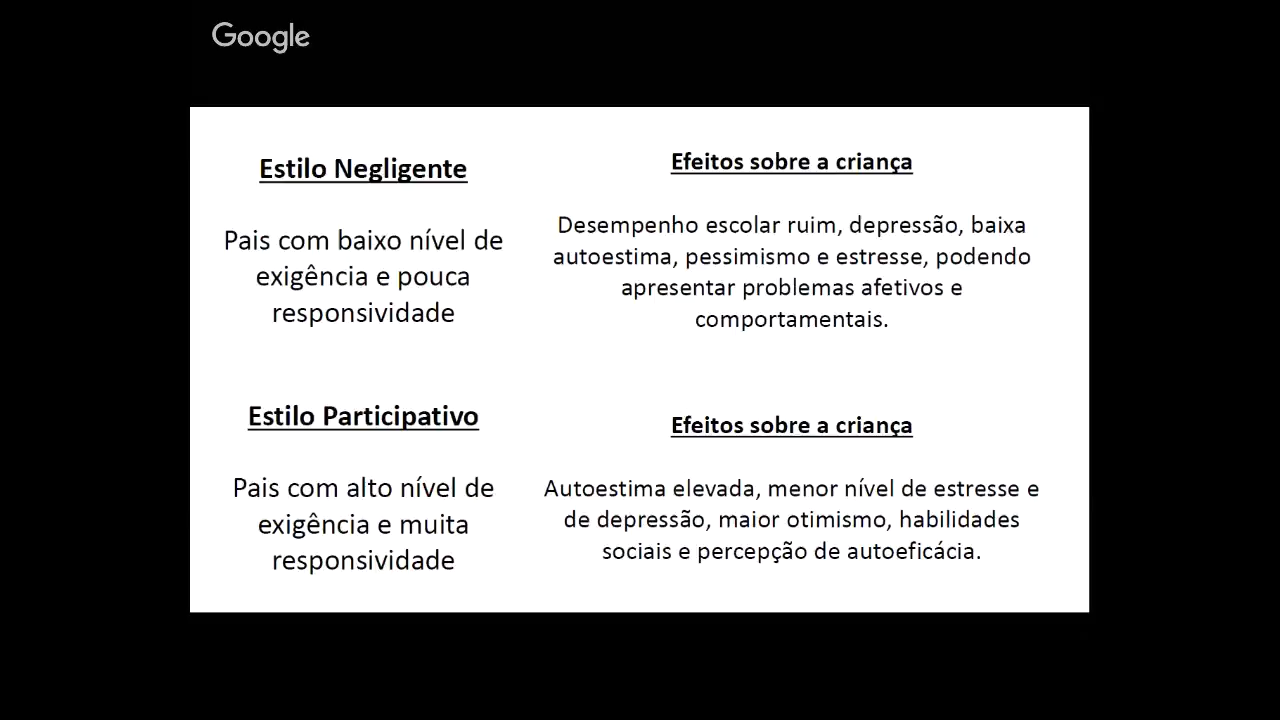 Google
Estilo Negligente
Pais com baixo nível de
exigência e pouca
responsividade
Efeitos sobre a criança
Desempenho escolar ruim, depressão, baixa
autoestima, pessimismo e estresse, podendo
apresentar problemas afetivos e
comportamentais.
Estilo Participativo
Pais com alto nível de
exigência e muita
responsividade
Efeitos sobre a criança
Autoestima elevada, menor nível de estresse e
de depressão, maior otimismo, habilidades
sociais e percepção de autoeficácia.